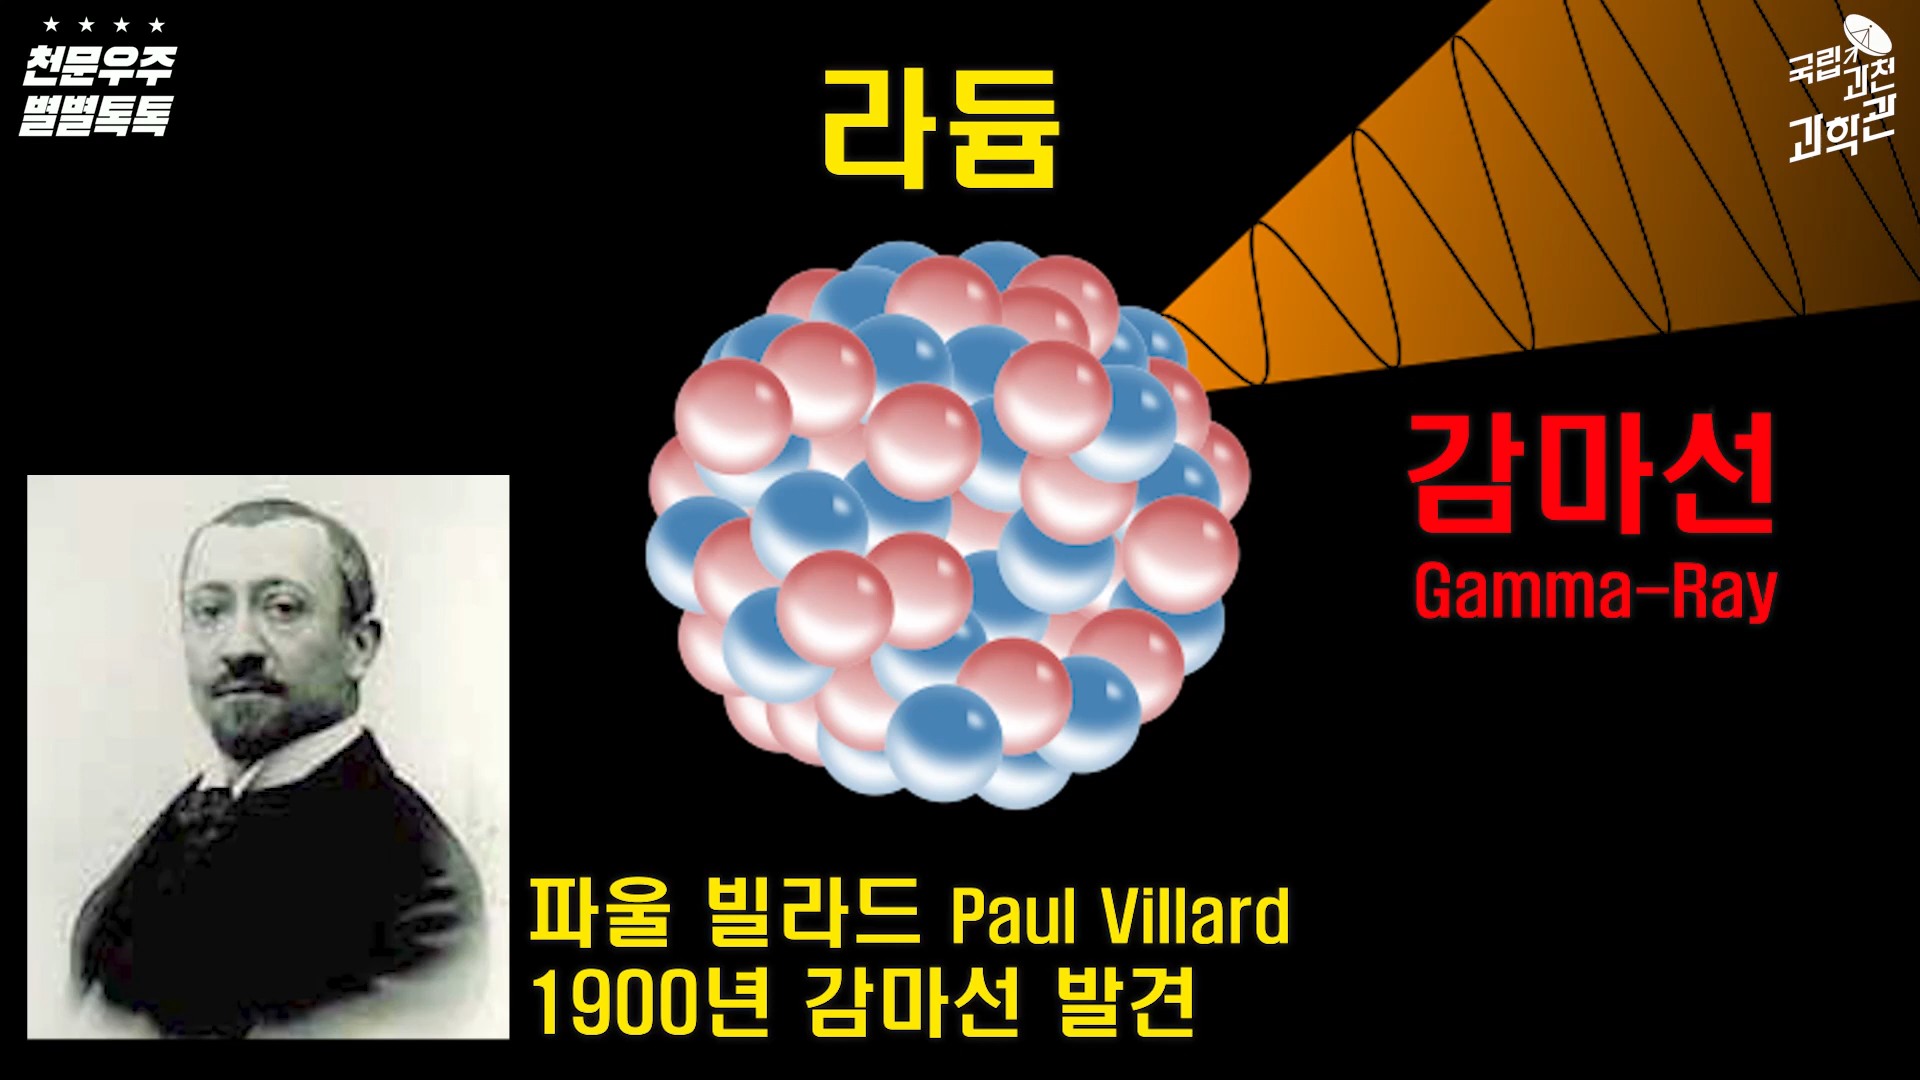 천문우주
별별톡톡
라듐
국립과천
과학관
감마선
Gamma-Ray
파울 빌라드 Paul Villard
1900년 감마선 발견